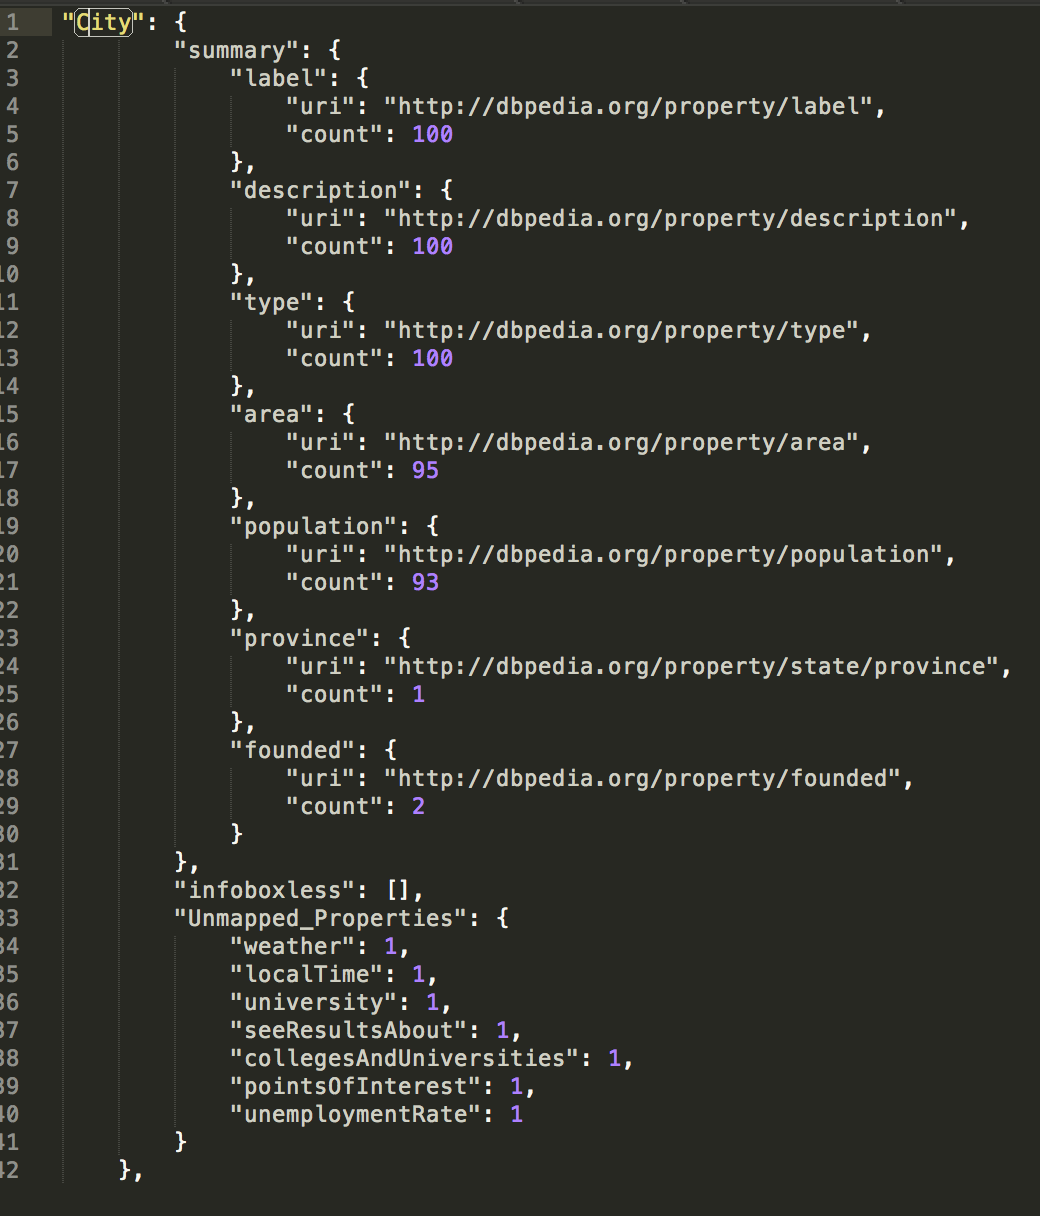 1 "City": {
2 "summary": {
3 "label": {
4 "uri": "http://dbpedia.org/property/label",
5 "count": 100
6 },
7 "description": {
8 "uri": "http://dbpedia.org/property/description",
9 "count": 100
10 },
11 "type": {
12 "uri": "http://dbpedia.org/property/type",
13 "count": 100
14 },
15 "area": {
16 "uri": "http://dbpedia.org/property/area",
17 "count": 95
18 },
19 "population": {
20 "uri": "http://dbpedia.org/property/population",
21 "count": 93
22 },
23 "province": {
24 "uri": "http://dbpedia.org/property/state/province",
25 "count": 1
26 },
27 "founded": {
28 "uri": "http://dbpedia.org/property/founded",
29 "count": 2
30 }
31 },
32 "infoboxless": [],
33 "Unmapped_Properties": {
34 "weather": 1,
35 "localTime": 1,
36 "university": 1,
37 "seeResultsAbout": 1,
38 "collegesAndUniversities": 1,
39 "pointsOfInterest": 1,
40 "unemploymentRate": 1
41 }
42 },